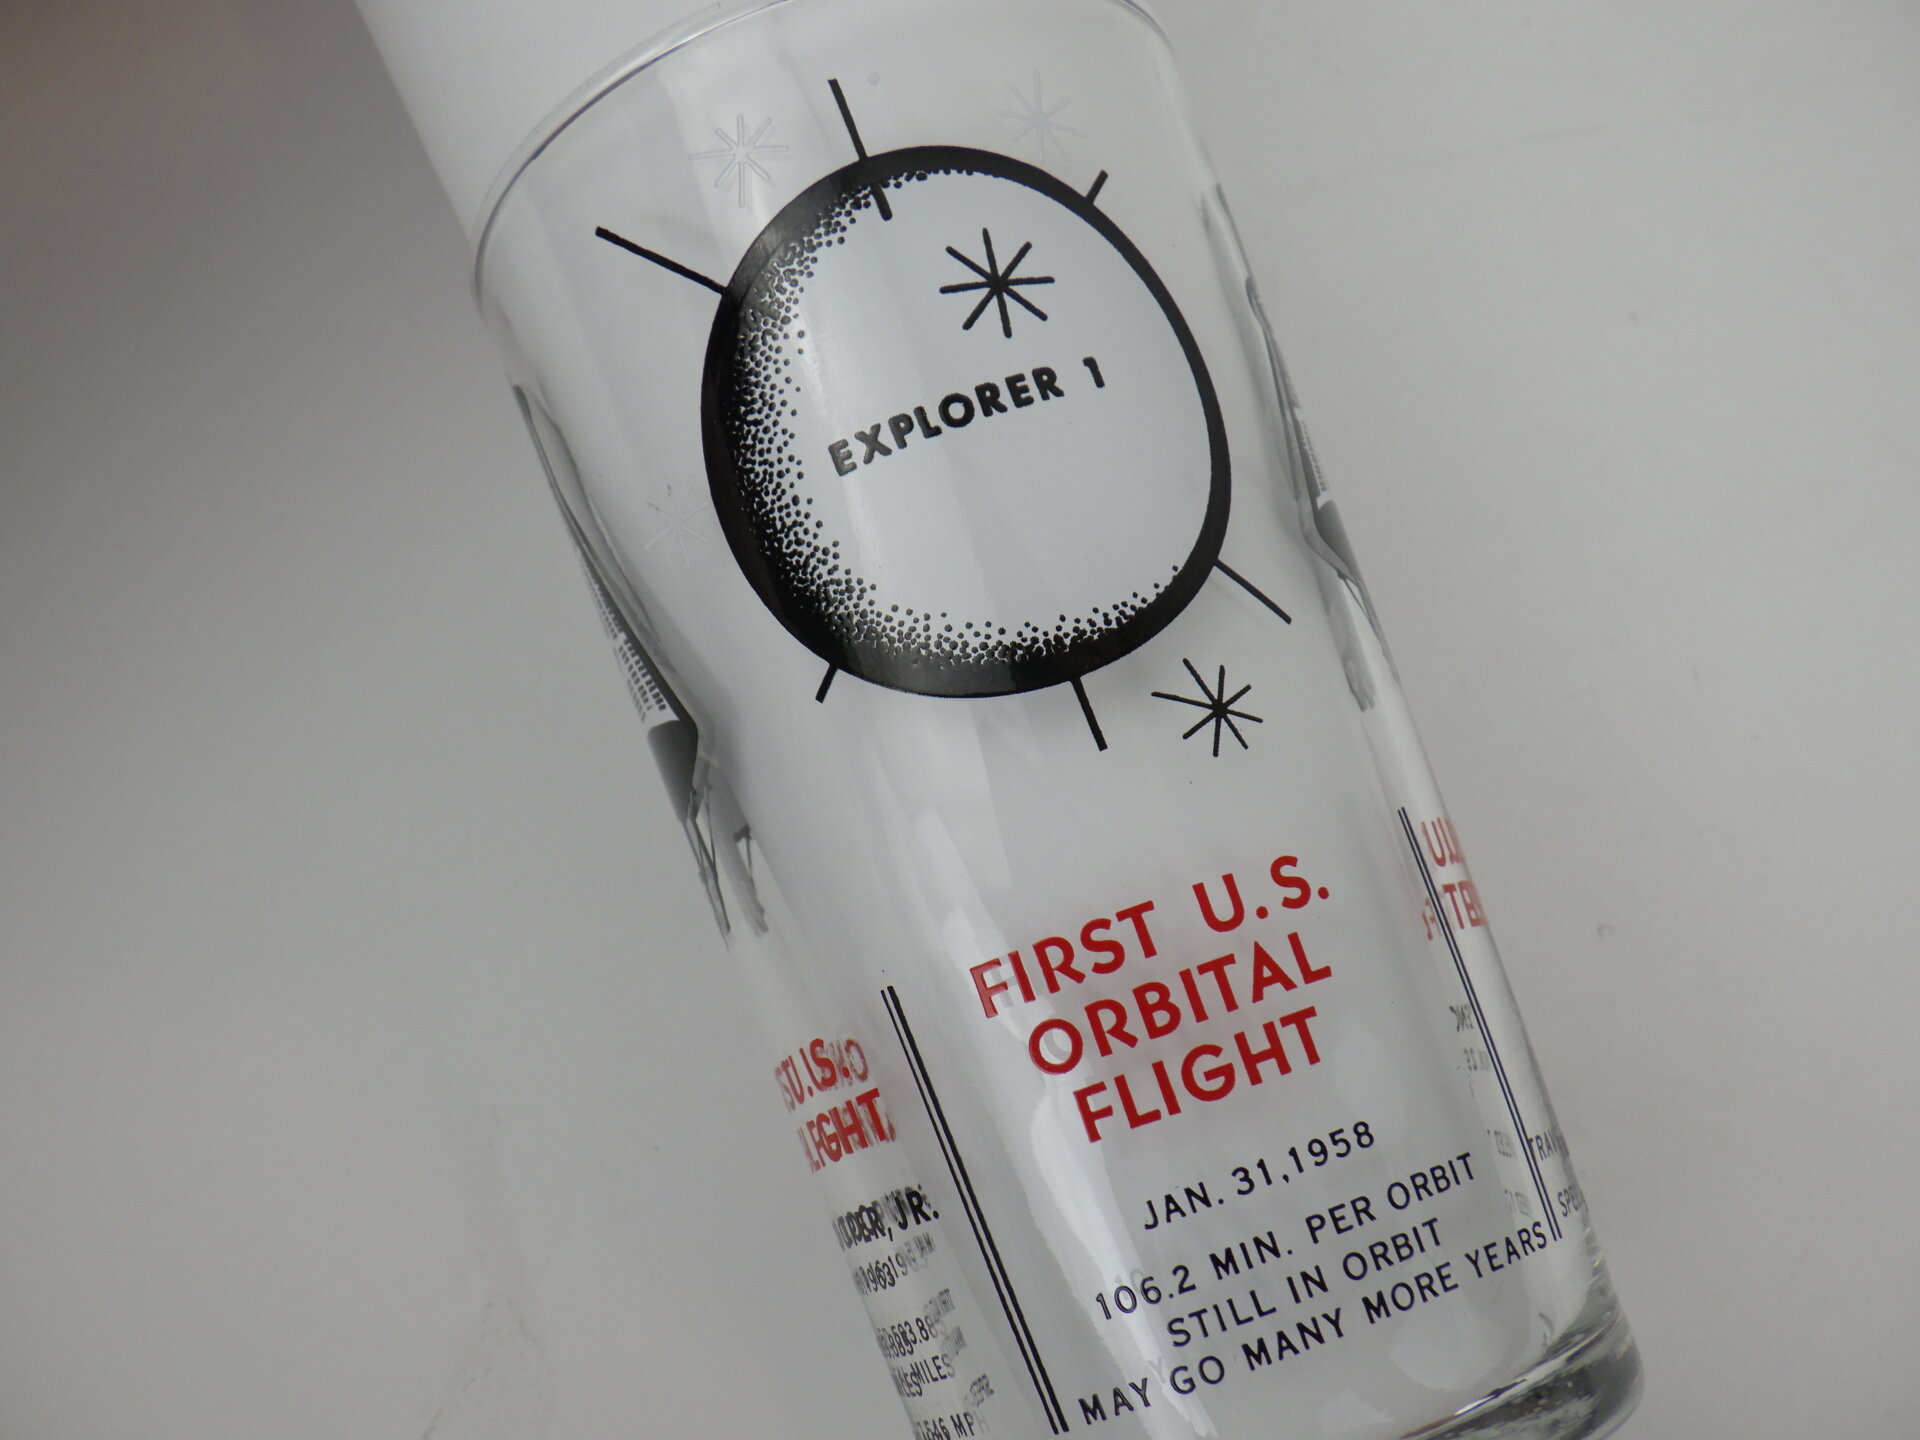 EXPLORER 1
FIRST U.S.
ORBITAL
FLIGHT
JAN. 31,1958
106.2 MIN. PER ORBIT
STILL IN ORBIT
MAY GO MANY MORE YEARS